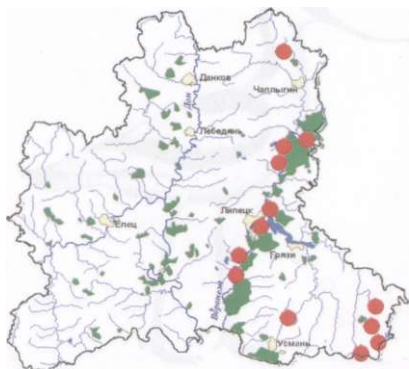 Данков
Чаплыгин
Дон
Лебедянь
Липецк
Елец
Грязи
Воронеж
Усмань